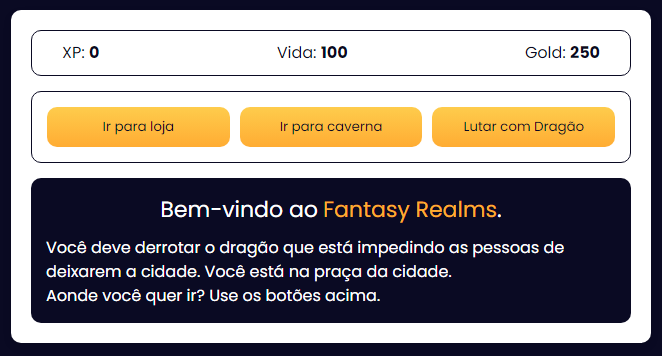 XP: 0 Vida: 100 Gold: 250
Ir para loja Ir para caverna Lutar com Dragão
Bem-vindo ao Fantasy Realms.
Você deve derrotar o dragão que está impedindo as pessoas de
deixarem a cidade. Você está na praça da cidade.
Aonde você quer ir? Use os botões acima.